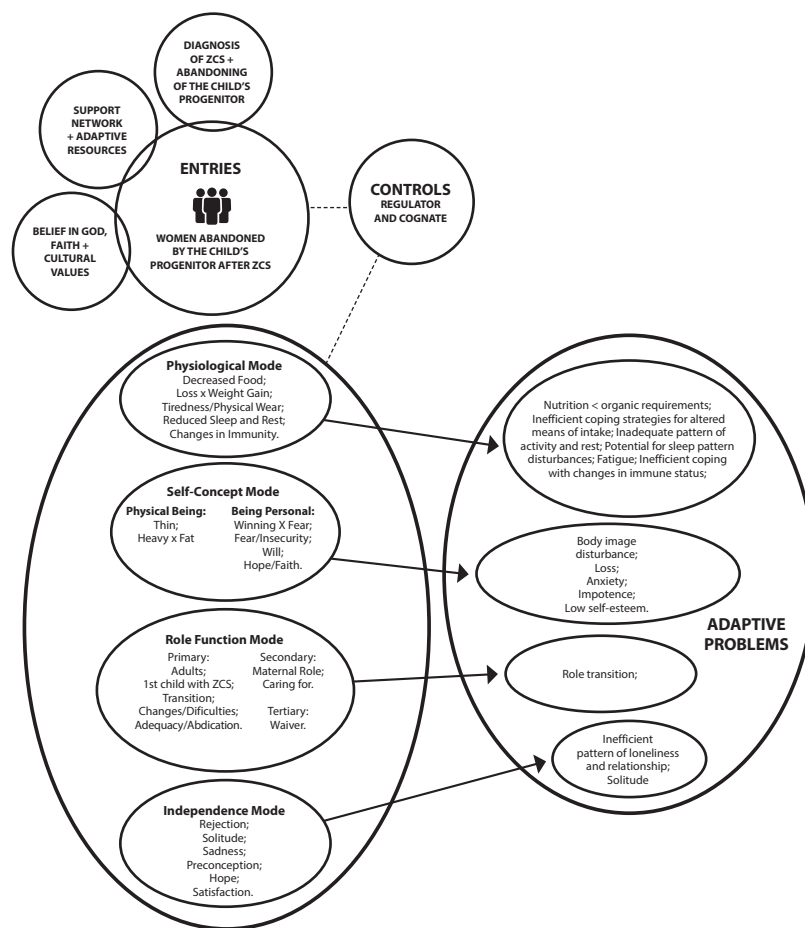 DIAGNOSIS
OF ZCS +
ABANDONING
OF THE CHILD'S
PROGENITOR
SUPPORT
NETWORK
+ ADAPTIVE
RESOURCES
BELIEF IN GOD,
FAITH +
CULTURAL
VALUES
ENTRIES
WOMEN ABANDONED
BY THE CHILD'S
PROGENITOR AFTER ZCS
CONTROLS
REGULATOR
AND COGNATE
Physiological Mode
Decreased Food;
Loss x Weight Gain;
Tiredness/Physical Wear;
Reduced Sleep and Rest;
Changes in Immunity.
Self-Concept Mode
Physical Being:
Thin;
Heavy x Fat
Being Personal:
Winning X Fear;
Fear/Insecurity;
Will;
Hope/Faith.
Role Function Mode
Primary:
Adults;
1st child with ZCS;
Transition;
Changes/Dificulties;
Adequacy/Abdication.
Secondary:
Maternal Role;
Caring for.
Tertiary:
Waiver.
Independence Mode
Rejection;
Solitude;
Sadness;
Preconception;
Hope;
Satisfaction.
Nutrition < organic requirements;
Inefficient coping strategies for altered
means of intake; Inadequate pattern of
activity and rest; Potential for sleep pattern
disturbances; Fatigue; Inefficient coping
with changes in immune status;
Body image
disturbance;
Loss;
Anxiety;
Impotence;
Low self-esteem.
ADAPTIVE
PROBLEMS
Role transition;
Inefficient
pattern of loneliness
and relationship;
Solitude